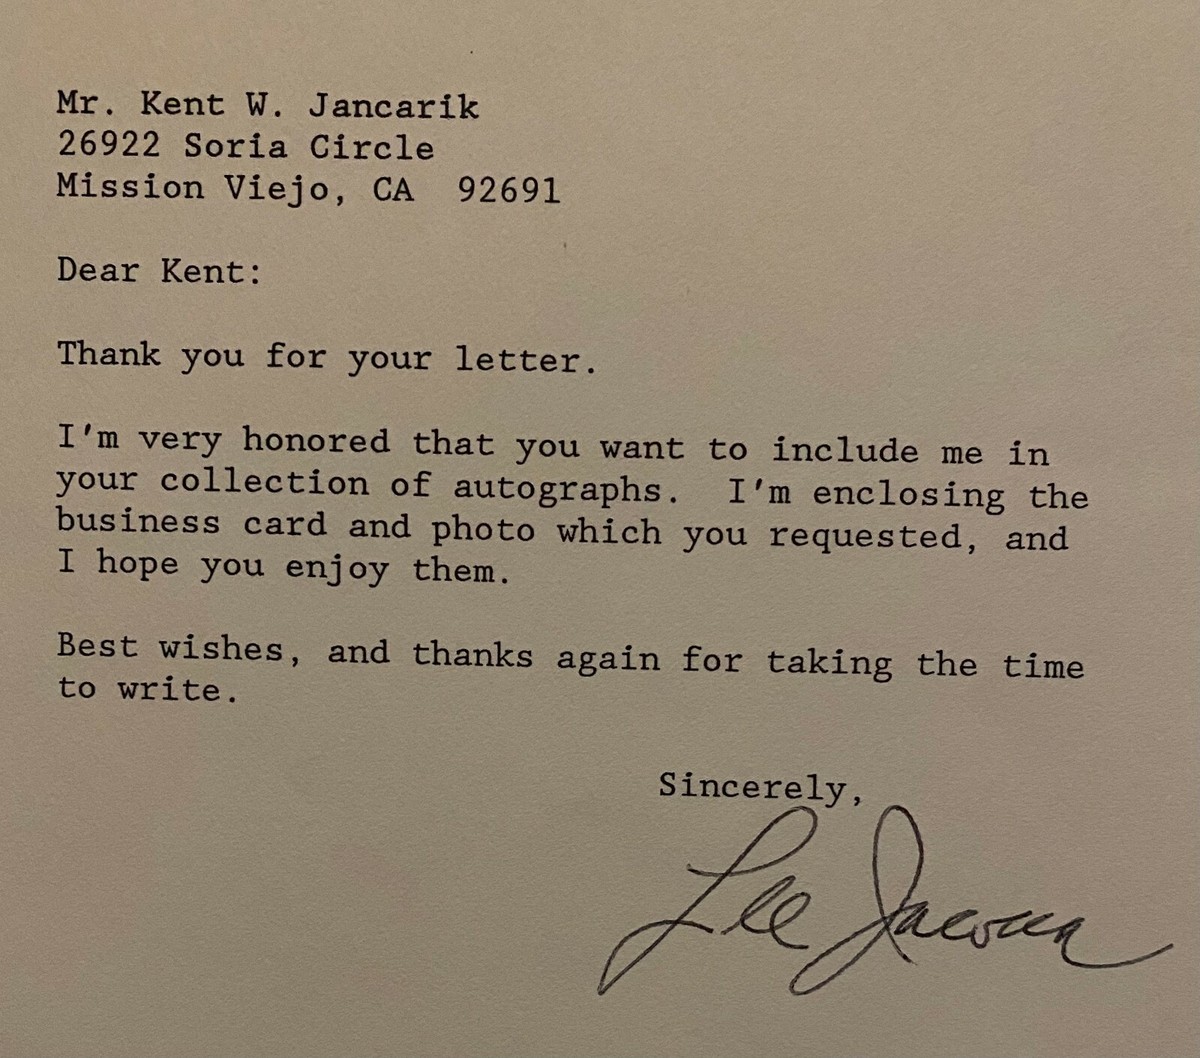 Mr. Kent W. Jancarik
26922 Soria Circle
Mission Viejo, CA  92691
Dear Kent:
Thank you for your letter.
I'm very honored that you want to include me in
your collection of autographs.  I'm enclosing the
business card and photo which you requested, and
I hope you enjoy them.
Best wishes, and thanks again for taking the time
to write.
Sincerely,
Lee Iacocca